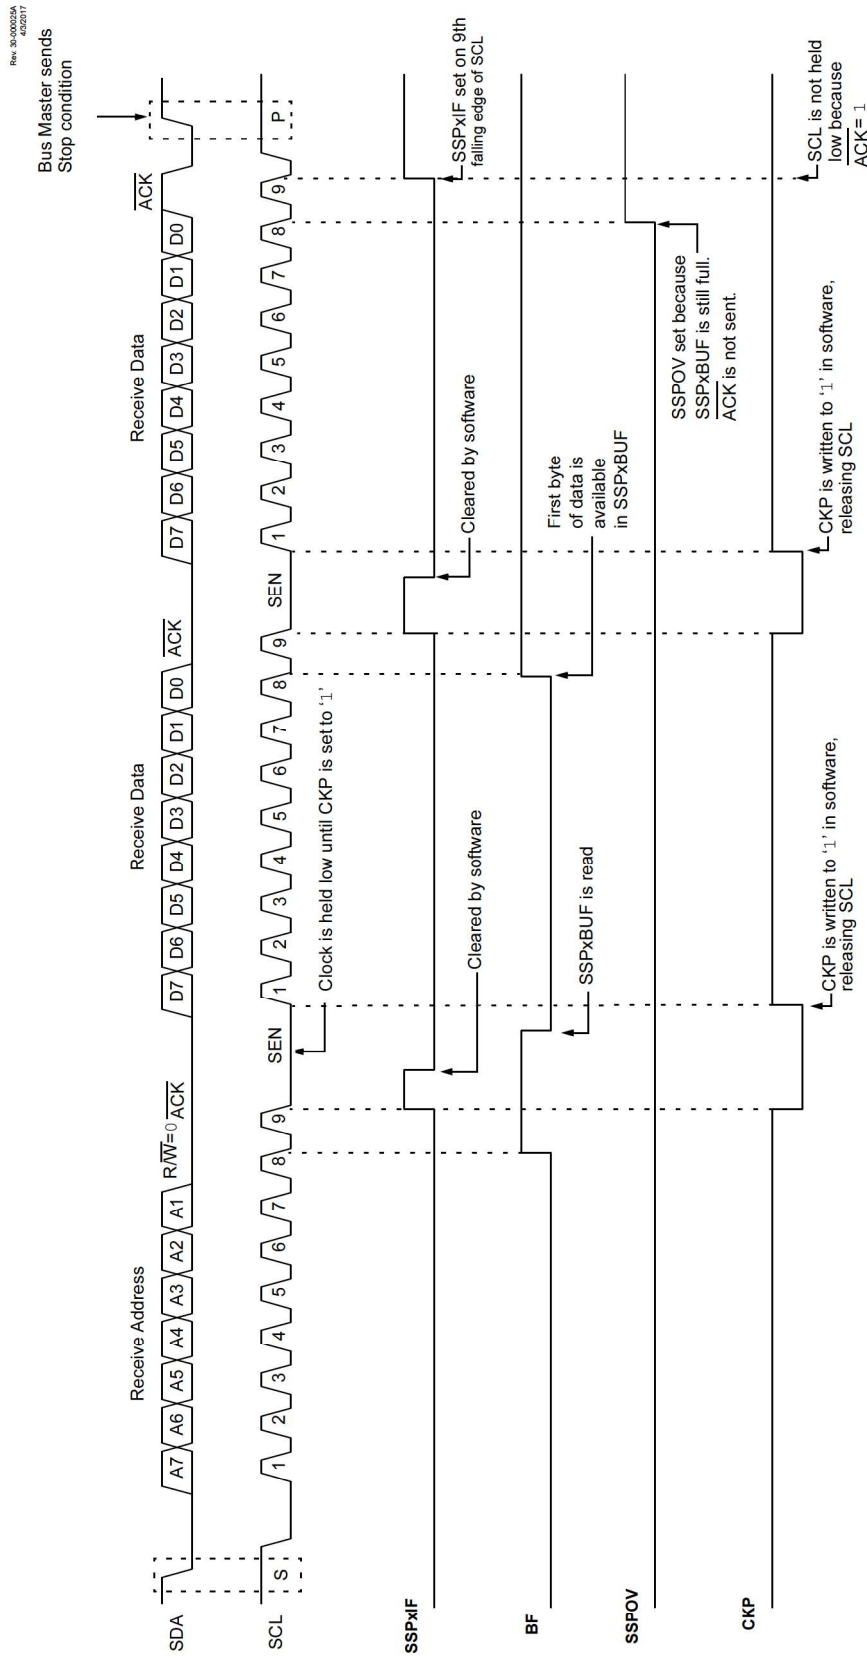 Rev. 30-000025A
4/3/2017
Bus Master sends
Stop condition
Receive Address
Receive Data
Receive Data
ACK
SDA
A7 A6 A5 A4 A3 A2 A1 R/W=0 ACK D7 D6 D5 D4 D3 D2 D1 D0 ACK D7 D6 D5 D4 D3 D2 D1 D0
SCL
S 1 2 3 4 5 6 7 8 9 SEN 1 2 3 4 5 6 7 8 9 SEN 1 2 3 4 5 6 7 8 9 P
Clock is held low until CKP is set to ‘1’
SSPxIF
Cleared by software
Cleared by software
SSPxIF set on 9th
falling edge of SCL
BF
SSPxBUF is read
First byte
of data is
available
in SSPxBUF
SSPOV
SSPOV set because
SSPxBUF is still full.
ACK is not sent.
CKP
CKP is written to ‘1’ in software,
releasing SCL
CKP is written to ‘1’ in software,
releasing SCL
SCL is not held
low because
ACK= 1